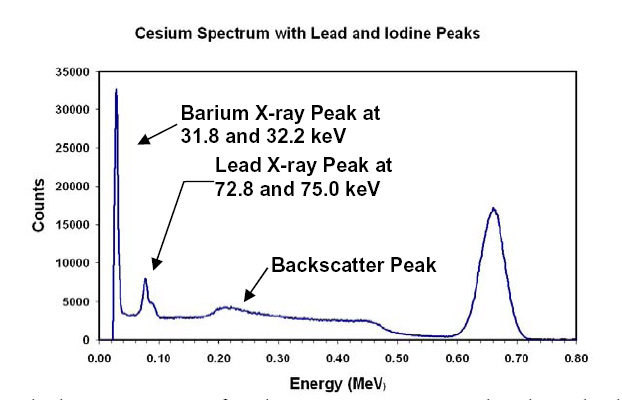 Cesium Spectrum with Lead and Iodine Peaks
35000
30000
25000
20000
15000
10000
5000
0
Counts
Barium X-ray Peak at
31.8 and 32.2 keV
Lead X-ray Peak at
72.8 and 75.0 keV
Backscatter Peak
0.00 0.10 0.20 0.30 0.40 0.50 0.60 0.70 0.80
Energy (MeV)